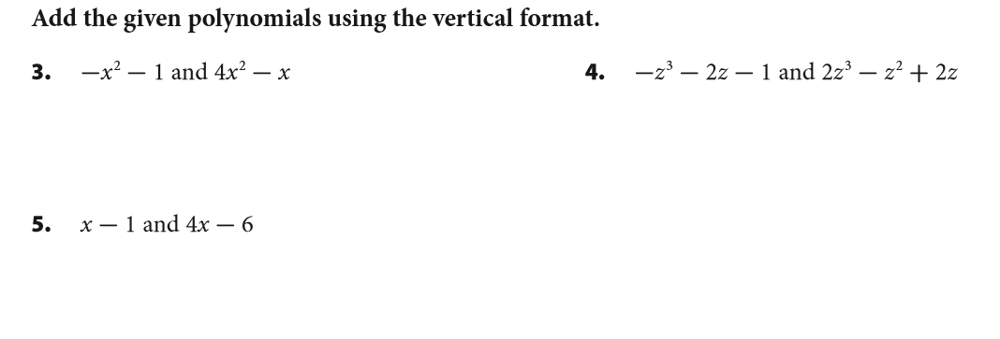 Add the given polynomials using the vertical format.
3. −x² − 1 and 4x² − x
4. −z³ − 2z − 1 and 2z³ − z² + 2z
5. x − 1 and 4x − 6